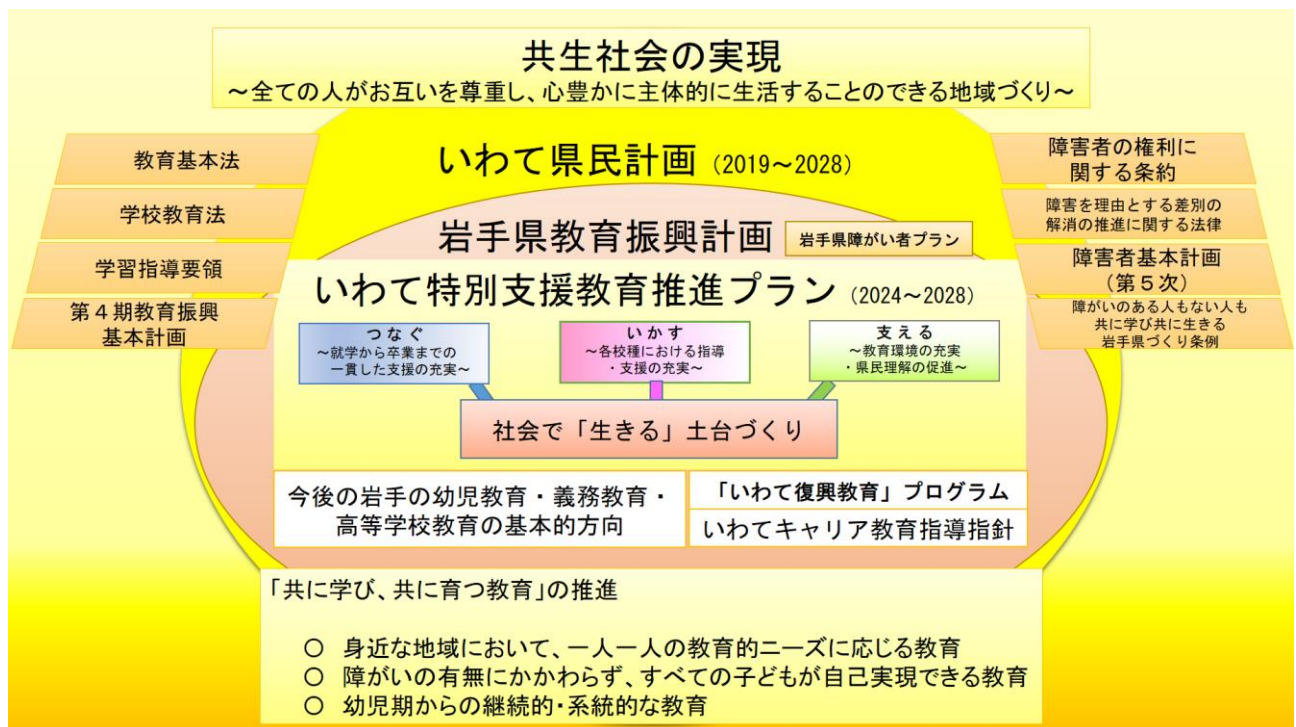 共生社会の実現
～全ての人がお互いを尊重し、心豊かに主体的に生活することのできる地域づくり～
教育基本法
学校教育法
学習指導要領
第４期教育振興
基本計画
いわて県民計画（2019～2028）
岩手県教育振興計画
岩手県障がい者プラン
いわて特別支援教育推進プラン（2024～2028）
障害者の権利に
関する条約
障害を理由とする差別の
解消の推進に関する法律
障害者基本計画
（第５次）
障がいのある人もない人も
共に学び共に生きる
岩手県づくり条例
つなぐ
～就学から卒業までの
一貫した支援の充実～
いかす
～各校種における指導
・支援の充実～
支える
～教育環境の充実
・県民理解の促進～
社会で「生きる」土台づくり
今後の岩手の幼児教育・義務教育・
高等学校教育の基本的方向
「いわて復興教育」プログラム
いわてキャリア教育指導指針
「共に学び、共に育つ教育」の推進
○　身近な地域において、一人一人の教育的ニーズに応じる教育
○　障がいの有無にかかわらず、すべての子どもが自己実現できる教育
○　幼児期からの継続的・系統的な教育